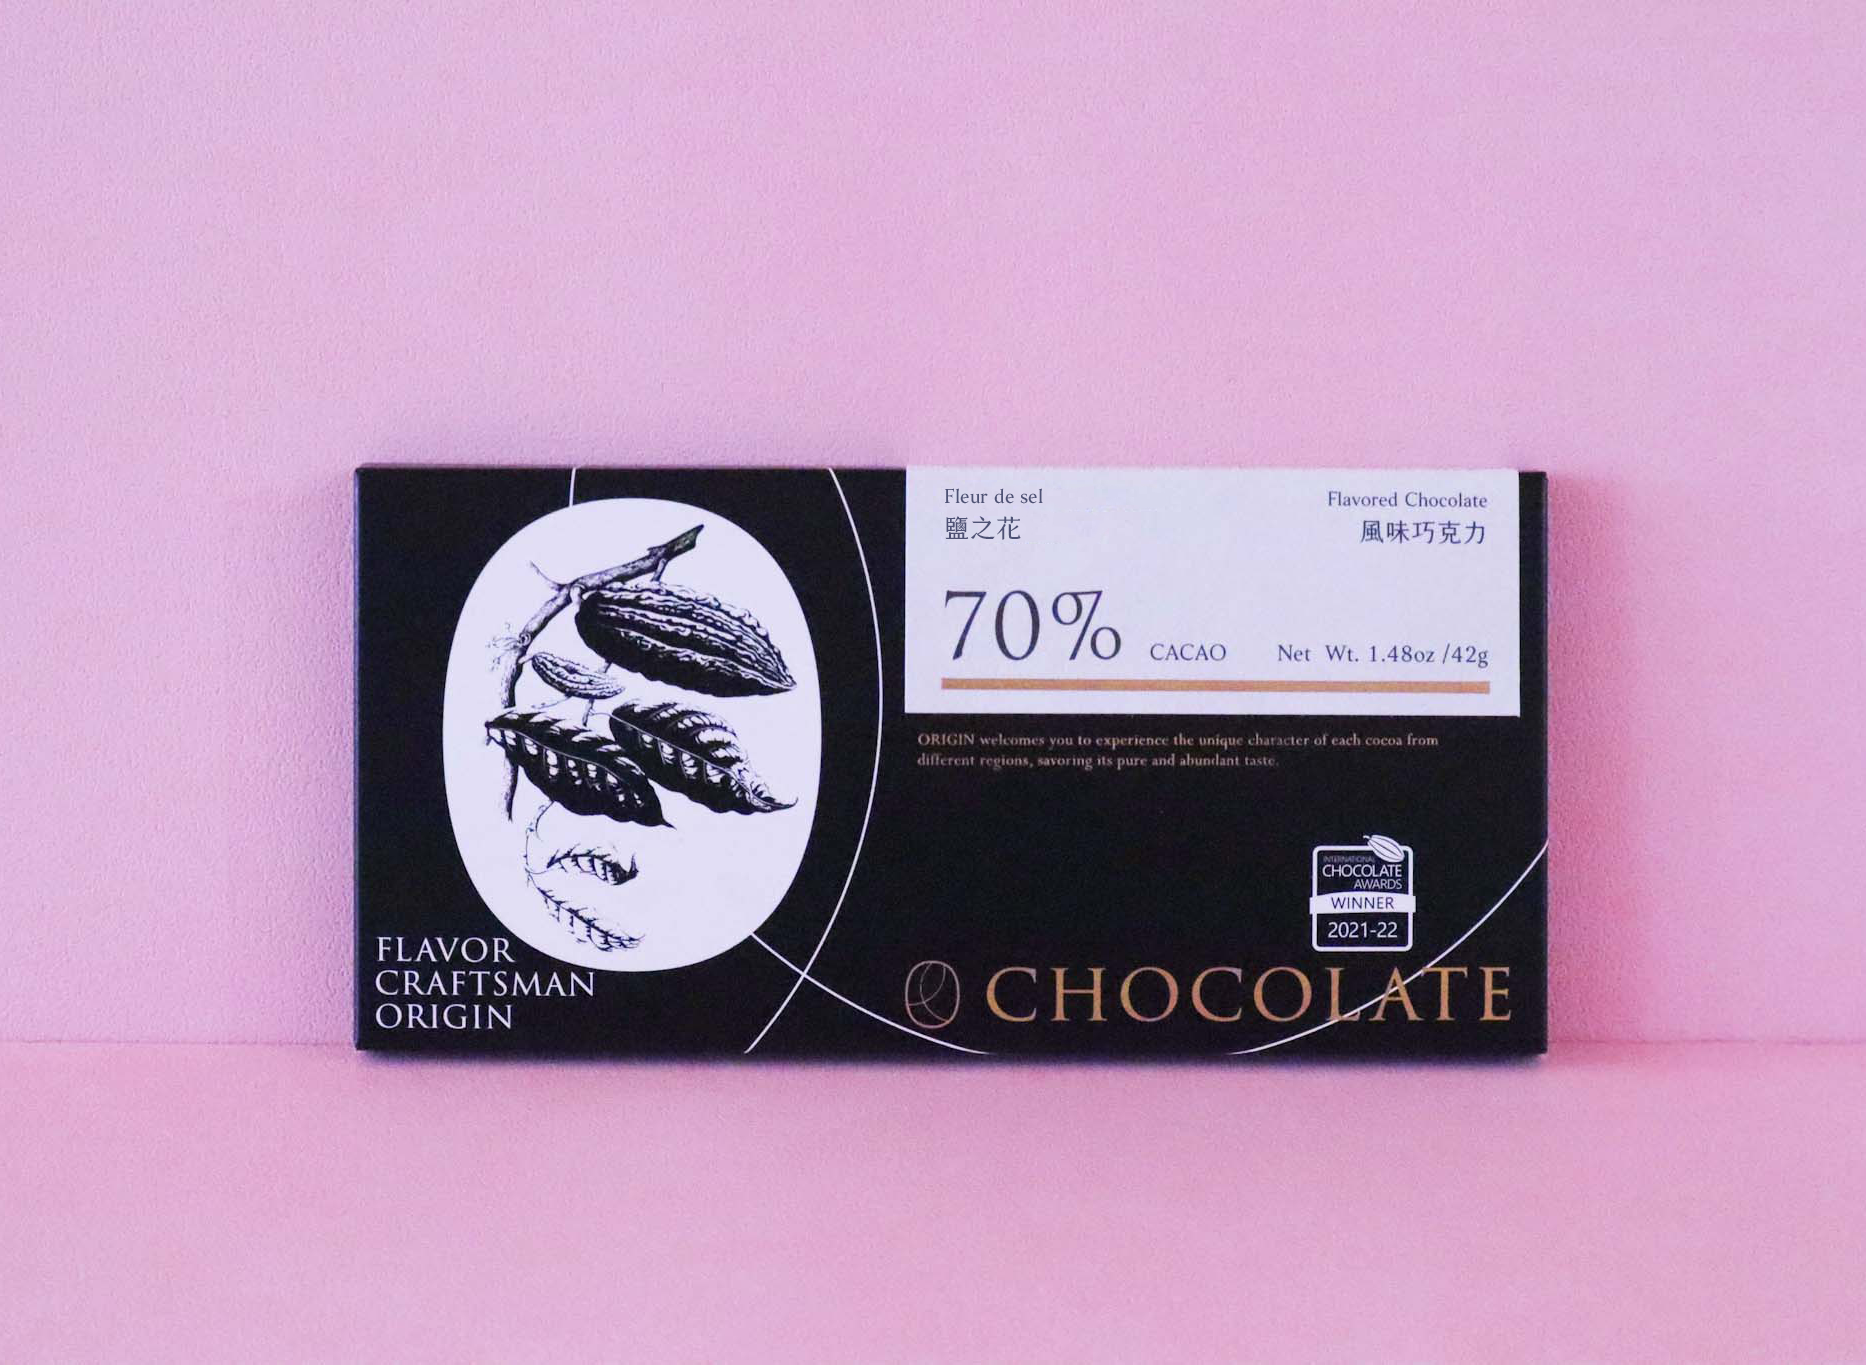 Fleur de sel
鹽之花
Flavored Chocolate
風味巧克力
70% CACAO Net Wt. 1.48oz /42g
ORIGIN welcomes you to experience the unique character of each cocoa from
different regions, savoring its pure and abundant taste.
INTERNATIONAL
CHOCOLATE
AWARDS
WINNER
2021-22
FLAVOR
CRAFTSMAN
ORIGIN
CHOCOLATE